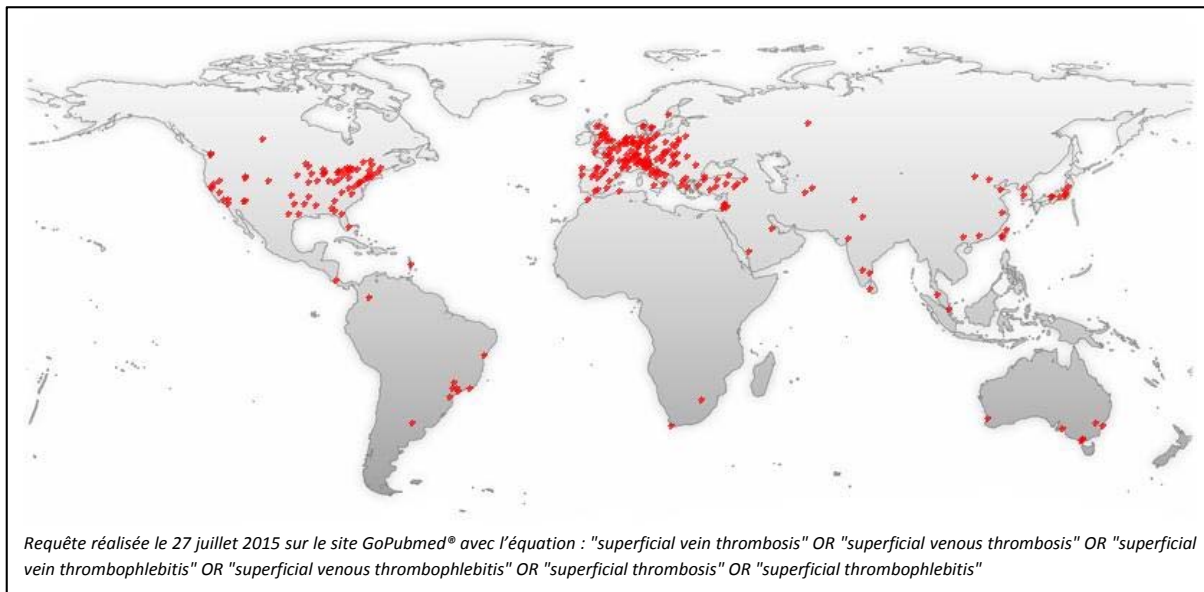 Requête réalisée le 27 juillet 2015 sur le site GoPubmed® avec l’équation : "superficial vein thrombosis" OR "superficial venous thrombosis" OR "superficial
vein thrombophlebitis" OR "superficial venous thrombophlebitis" OR "superficial thrombosis" OR "superficial thrombophlebitis"